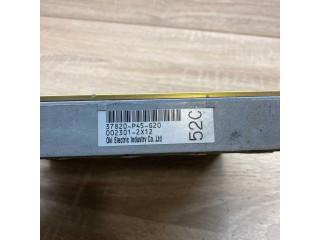 37820-P45-G20
002301-2X12
Oki Electric Industry Co.,Ltd
52C